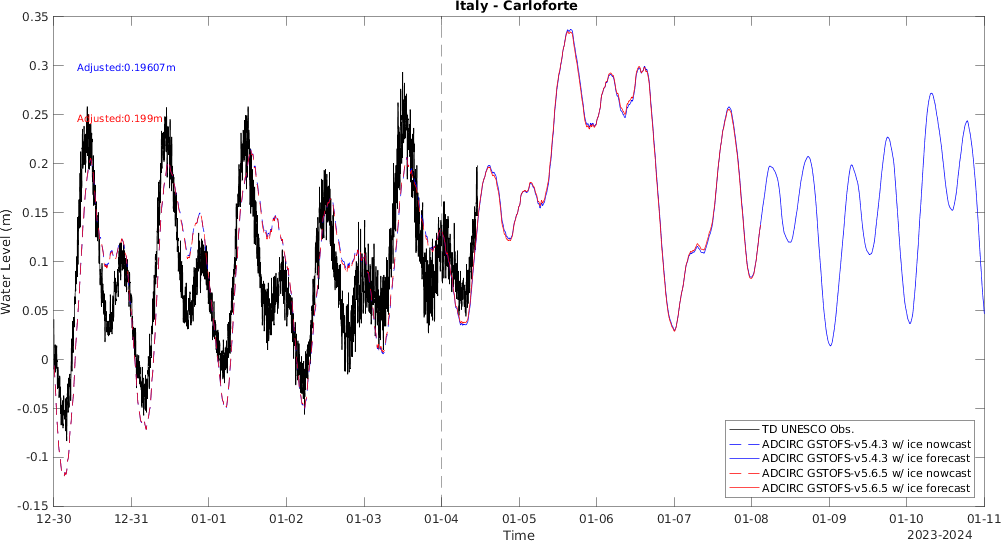 Italy - Carloforte
0.35
0.3
0.25
0.2
0.15
0.1
0.05
0
-0.05
-0.1
-0.15
Water Level (m)
Adjusted:0.19607m
Adjusted:0.199m
TD UNESCO Obs.
ADCIRC GSTOFS-v5.4.3 w/ ice nowcast
ADCIRC GSTOFS-v5.4.3 w/ ice forecast
ADCIRC GSTOFS-v5.6.5 w/ ice nowcast
ADCIRC GSTOFS-v5.6.5 w/ ice forecast
12-30 12-31 01-01 01-02 01-03 01-04 01-05 01-06 01-07 01-08 01-09 01-10 01-11
Time
2023-2024